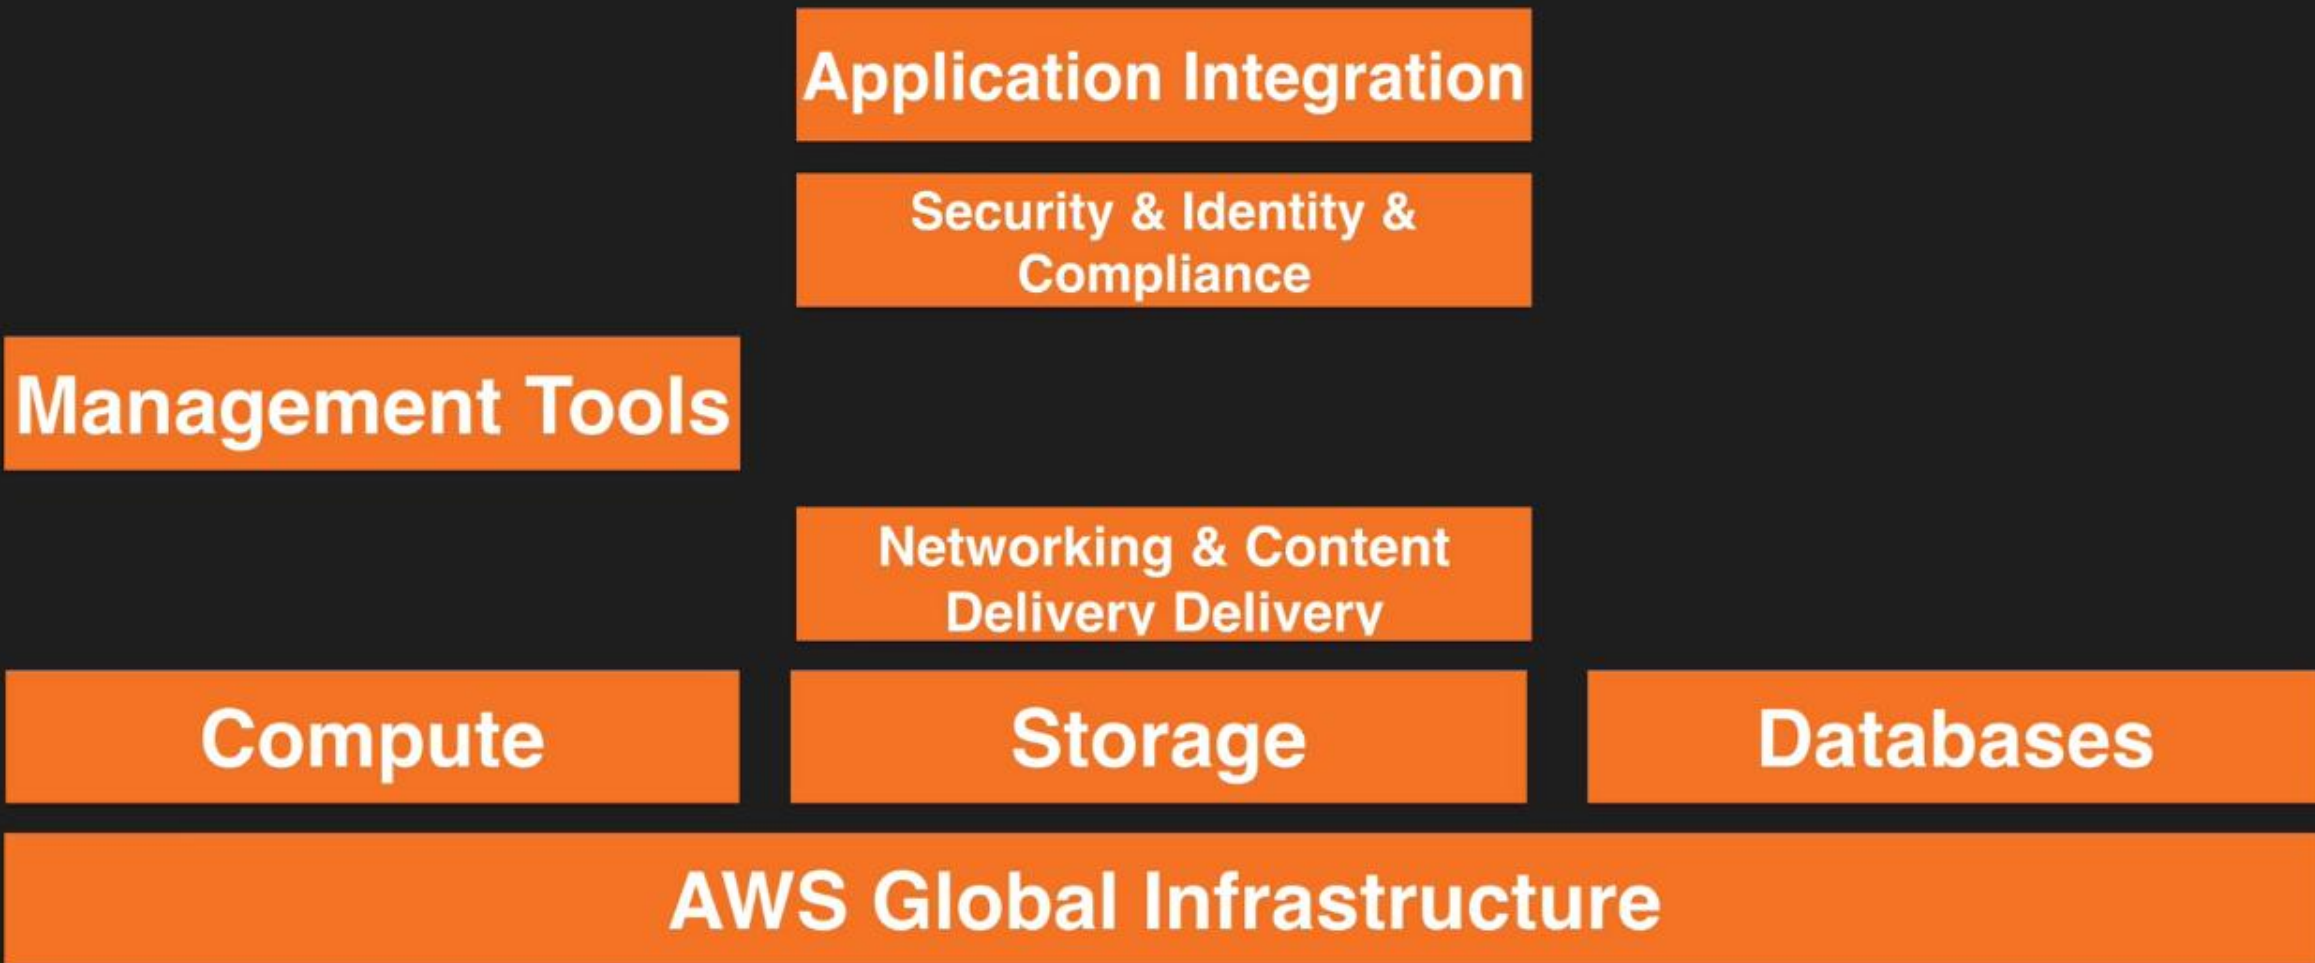 Application Integration
Security & Identity &
Compliance
Management Tools
Networking & Content
Delivery Delivery
Compute
Storage
Databases
AWS Global Infrastructure